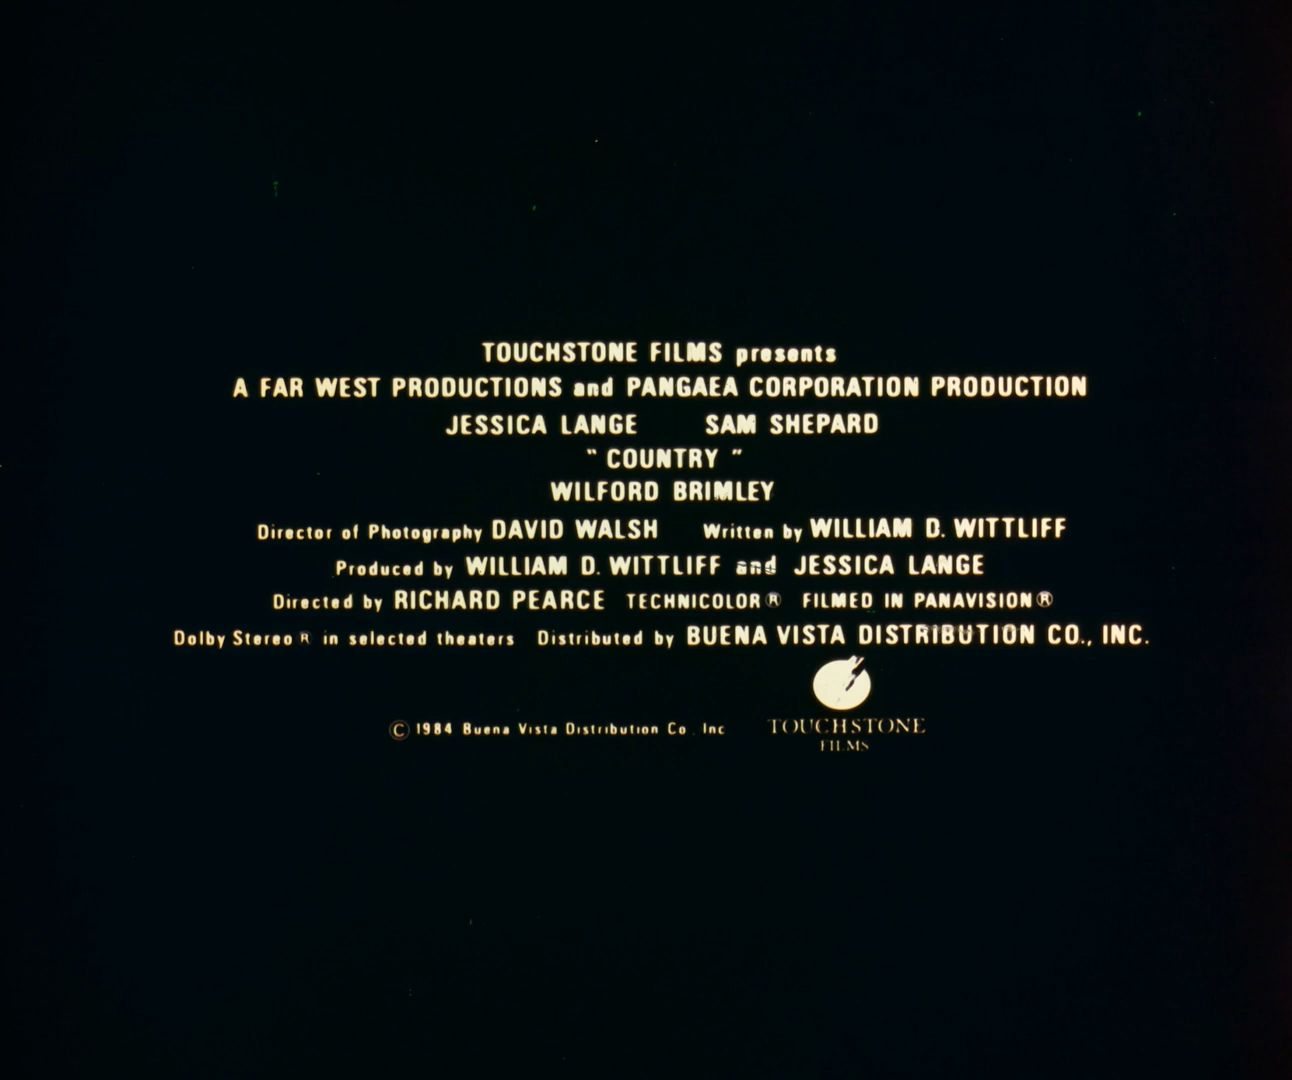 TOUCHSTONE FILMS presents
A FAR WEST PRODUCTIONS and PANGAEA CORPORATION PRODUCTION
JESSICA LANGE SAM SHEPARD
" COUNTRY "
WILFORD BRIMLEY
Director of Photography DAVID WALSH Written by WILLIAM D. WITTLIFF
Produced by WILLIAM D. WITTLIFF and JESSICA LANGE
Directed by RICHARD PEARCE TECHNICOLOR® FILMED IN PANAVISION®
Dolby Stereo® in selected theaters Distributed by BUENA VISTA DISTRIBUTION CO., INC.
© 1984 Buena Vista Distribution Co. Inc
TOUCHSTONE
FILMS